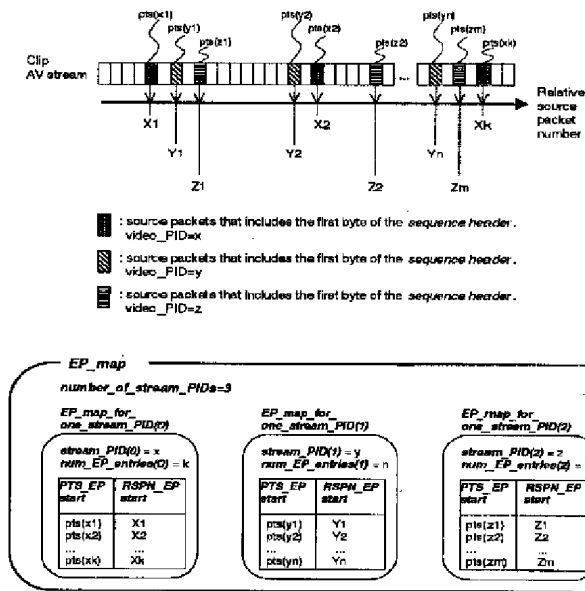 pts(x1)
pts(y1)
pts(z1)
pts(y2)
pts(x2)
pts(z2)
pts(yn)
pts(zm)
pts(xk)
Clip
AV stream
...
Relative
source
packet
number
X1
Y1
Z1
Y2
X2
Z2
Yn
Zm
Xk
: source packets that includes the first byte of the sequence header.
video_PID=x
: source packets that includes the first byte of the sequence header.
video_PID=y
: source packets that includes the first byte of the sequence header.
video_PID=z
EP_map
number_of_stream_PIDs=3
EP_map_for_
one_stream_PID(0)
stream_PID(0) = x
num_EP_entries(0) = k
PTS_EP RSPN_EP
start start
pts(x1) X1
pts(x2) X2
... ...
pts(xk) Xk
EP_map_for_
one_stream_PID(1)
stream_PID(1) = y
num_EP_entries(1) = n
PTS_EP RSPN_EP
start start
pts(y1) Y1
pts(y2) Y2
... ...
pts(yn) Yn
EP_map_for_
one_stream_PID(2)
stream_PID(2) = z
num_EP_entries(2) =
PTS_EP RSPN_EP
start start
pts(z1) Z1
pts(z2) Z2
... ...
pts(zm) Zm